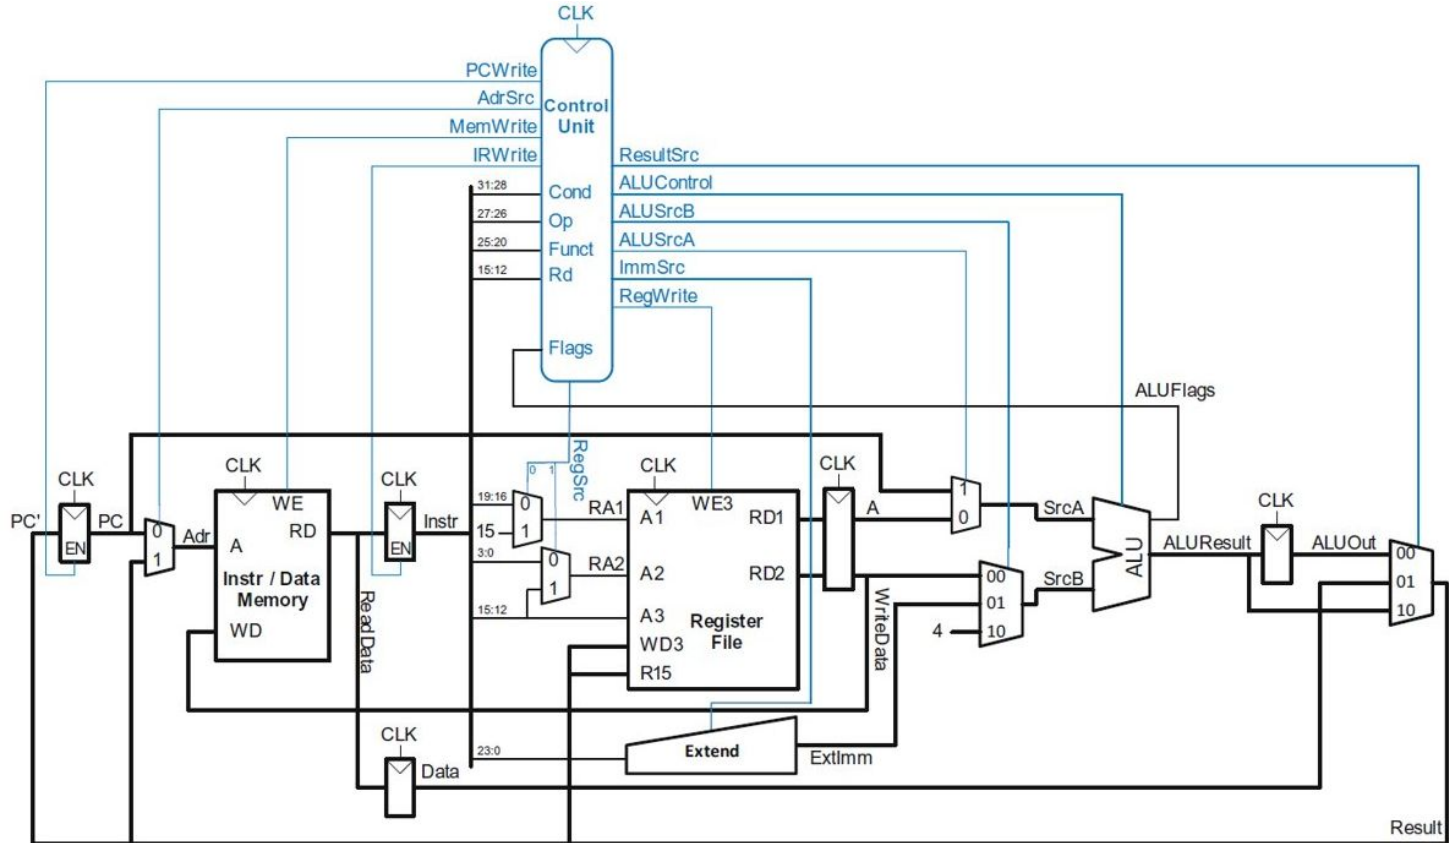 CLK
PCWrite
AdrSrc
MemWrite
IRWrite
Control
Unit
ResultSrc
ALUControl
ALUSrcB
ALUSrcA
ImmSrc
RegWrite
31:28 Cond
27:26 Op
25:20 Funct
15:12 Rd
Flags
ALUFlags
RegSrc
0 1
CLK
CLK
CLK
CLK
CLK
CLK
PC'
EN
PC
0
1
Adr
WE
A
RD
Instr / Data
Memory
WD
EN
Instr
ReadData
19:16
15
0
1
RA1
3:0
0
1
RA2
15:12
A1
A2
A3
WD3
R15
WE3
RD1
RD2
Register
File
A
WriteData
1
0
SrcA
00
01
10
4
SrcB
ALU
ALUResult
ALUOut
00
01
10
23:0
Extend
ExtImm
CLK
Data
Result